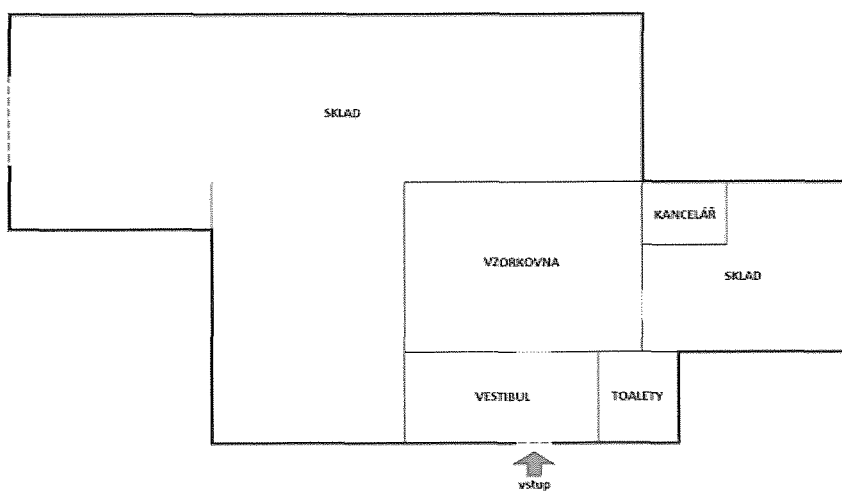 SKLAD
KANCELÁŘ
VZORKOVNA
SKLAD
VESTIBUL
TOALETY
vstup